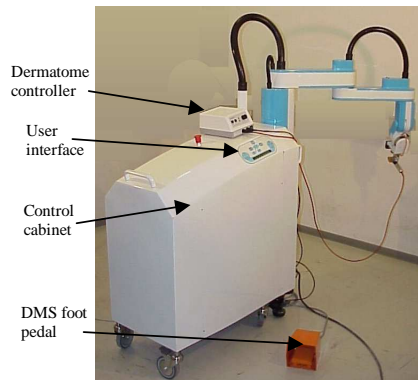 Dermatome
controller
User
interface
Control
cabinet
DMS foot
pedal